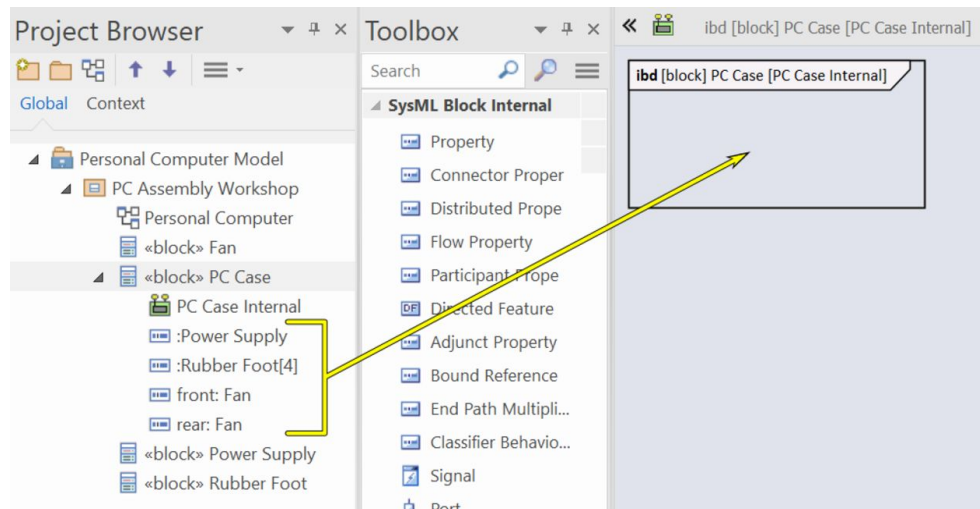 Project Browser
Global Context
Personal Computer Model
PC Assembly Workshop
Personal Computer
«block» Fan
«block» PC Case
PC Case Internal
:Power Supply
:Rubber Foot[4]
front: Fan
rear: Fan
«block» Power Supply
«block» Rubber Foot
Toolbox
Search
SysML Block Internal
Property
Connector Proper
Distributed Prope
Flow Property
Participant Prope
DF Directed Feature
Adjunct Property
Bound Reference
End Path Multipli...
Classifier Behavio...
Signal
Port
ibd [block] PC Case [PC Case Internal]
ibd [block] PC Case [PC Case Internal]